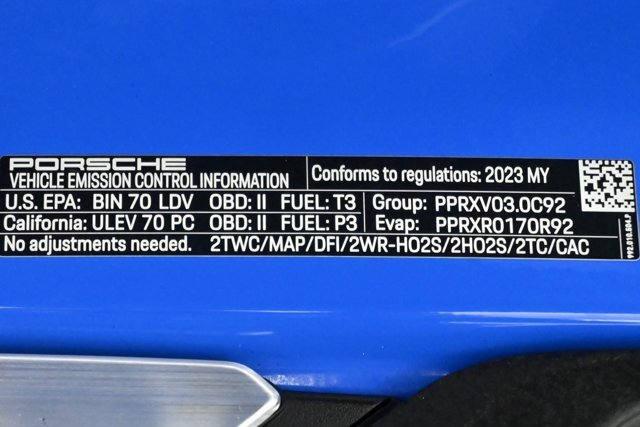 PORSCHE
VEHICLE EMISSION CONTROL INFORMATION
Conforms to regulations: 2023 MY
U.S. EPA: BIN 70 LDV OBD: II FUEL: T3
Group: PPRXV03.0C92
California: ULEV 70 PC OBD: II FUEL: P3
Evap: PPRXR0170R92
No adjustments needed. 2TWC/MAP/DFI/2WR-HO2S/2HO2S/2TC/CAC